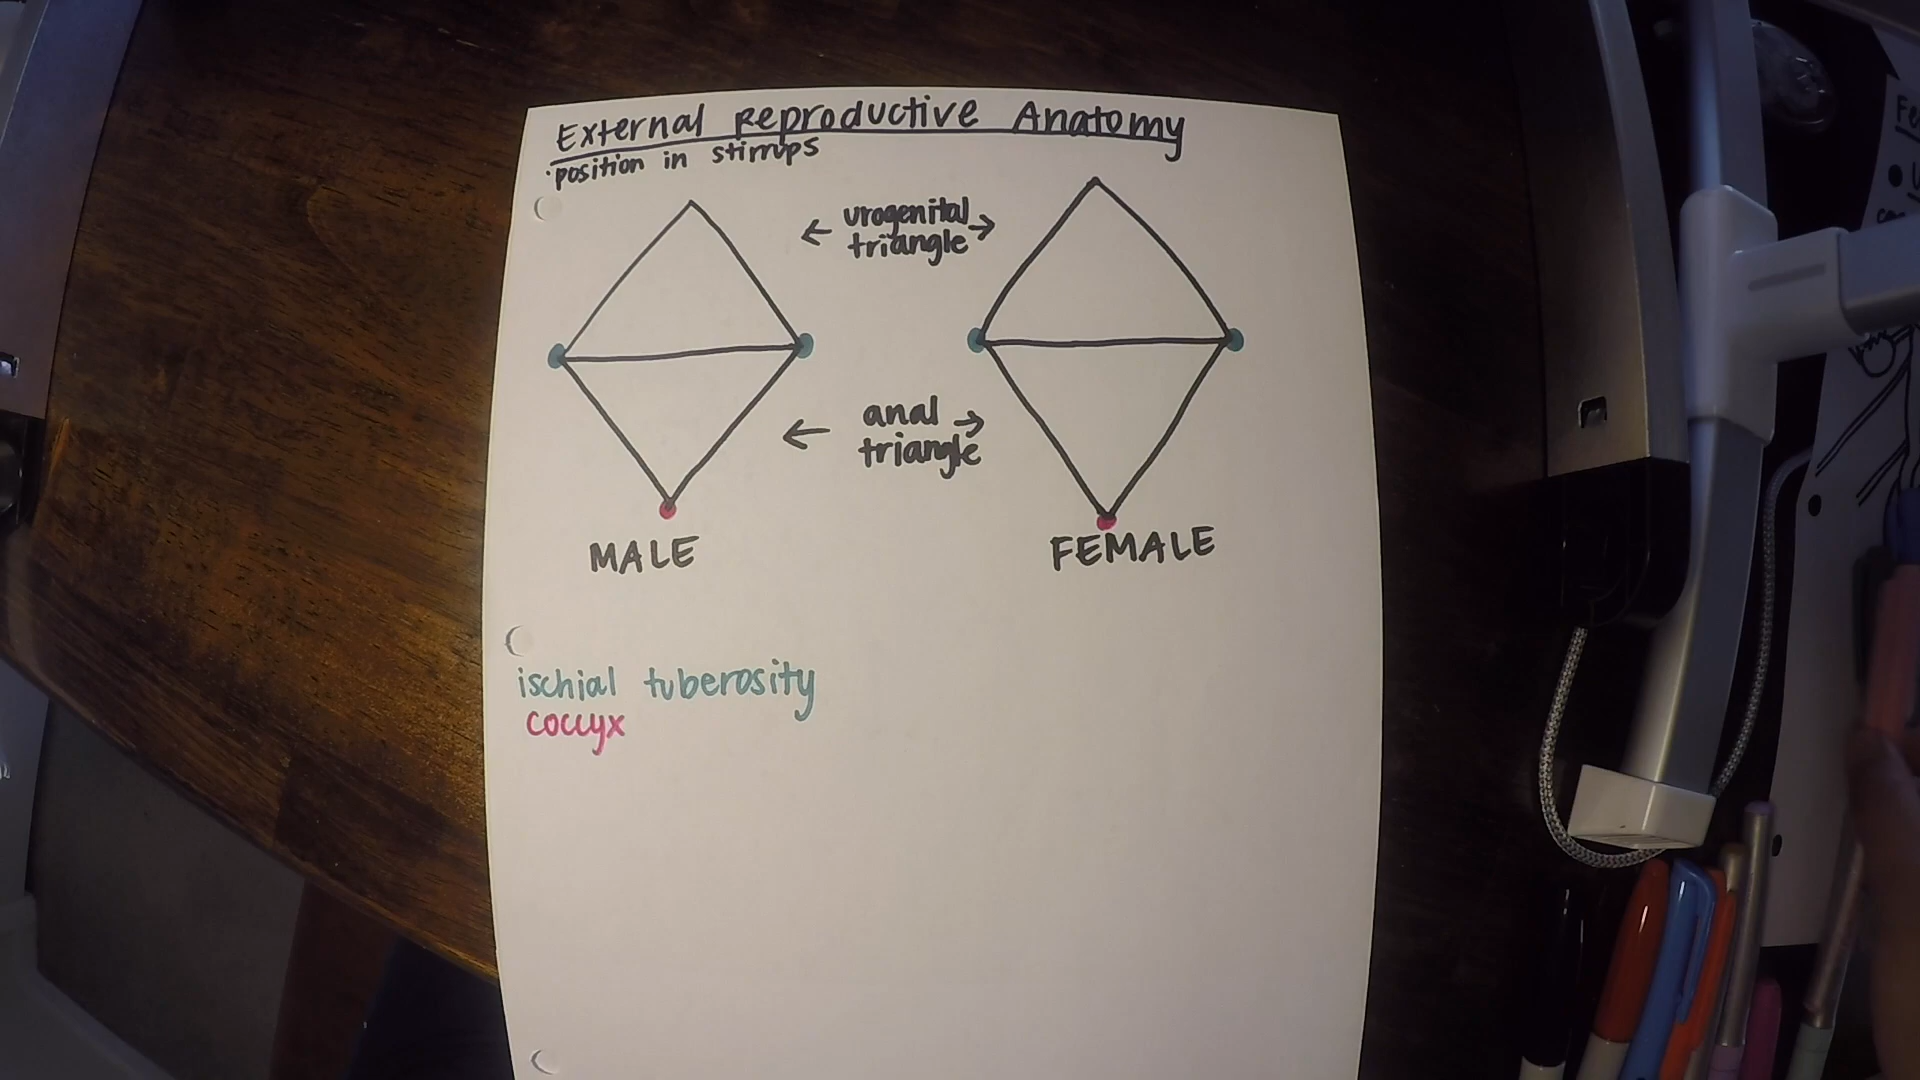 External Reproductive Anatomy
·position in stirrups
← urogenital →
triangle
← anal →
triangle
MALE
FEMALE
ischial tuberosity
coccyx